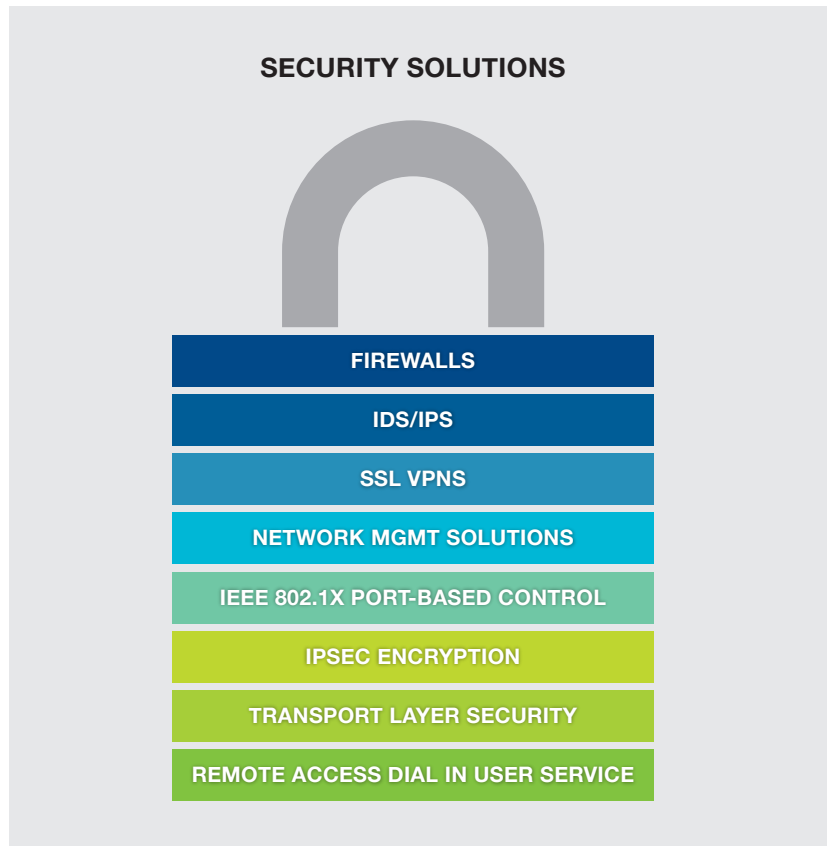 SECURITY SOLUTIONS
FIREWALLS
IDS/IPS
SSL VPNS
NETWORK MGMT SOLUTIONS
IEEE 802.1X PORT-BASED CONTROL
IPSEC ENCRYPTION
TRANSPORT LAYER SECURITY
REMOTE ACCESS DIAL IN USER SERVICE